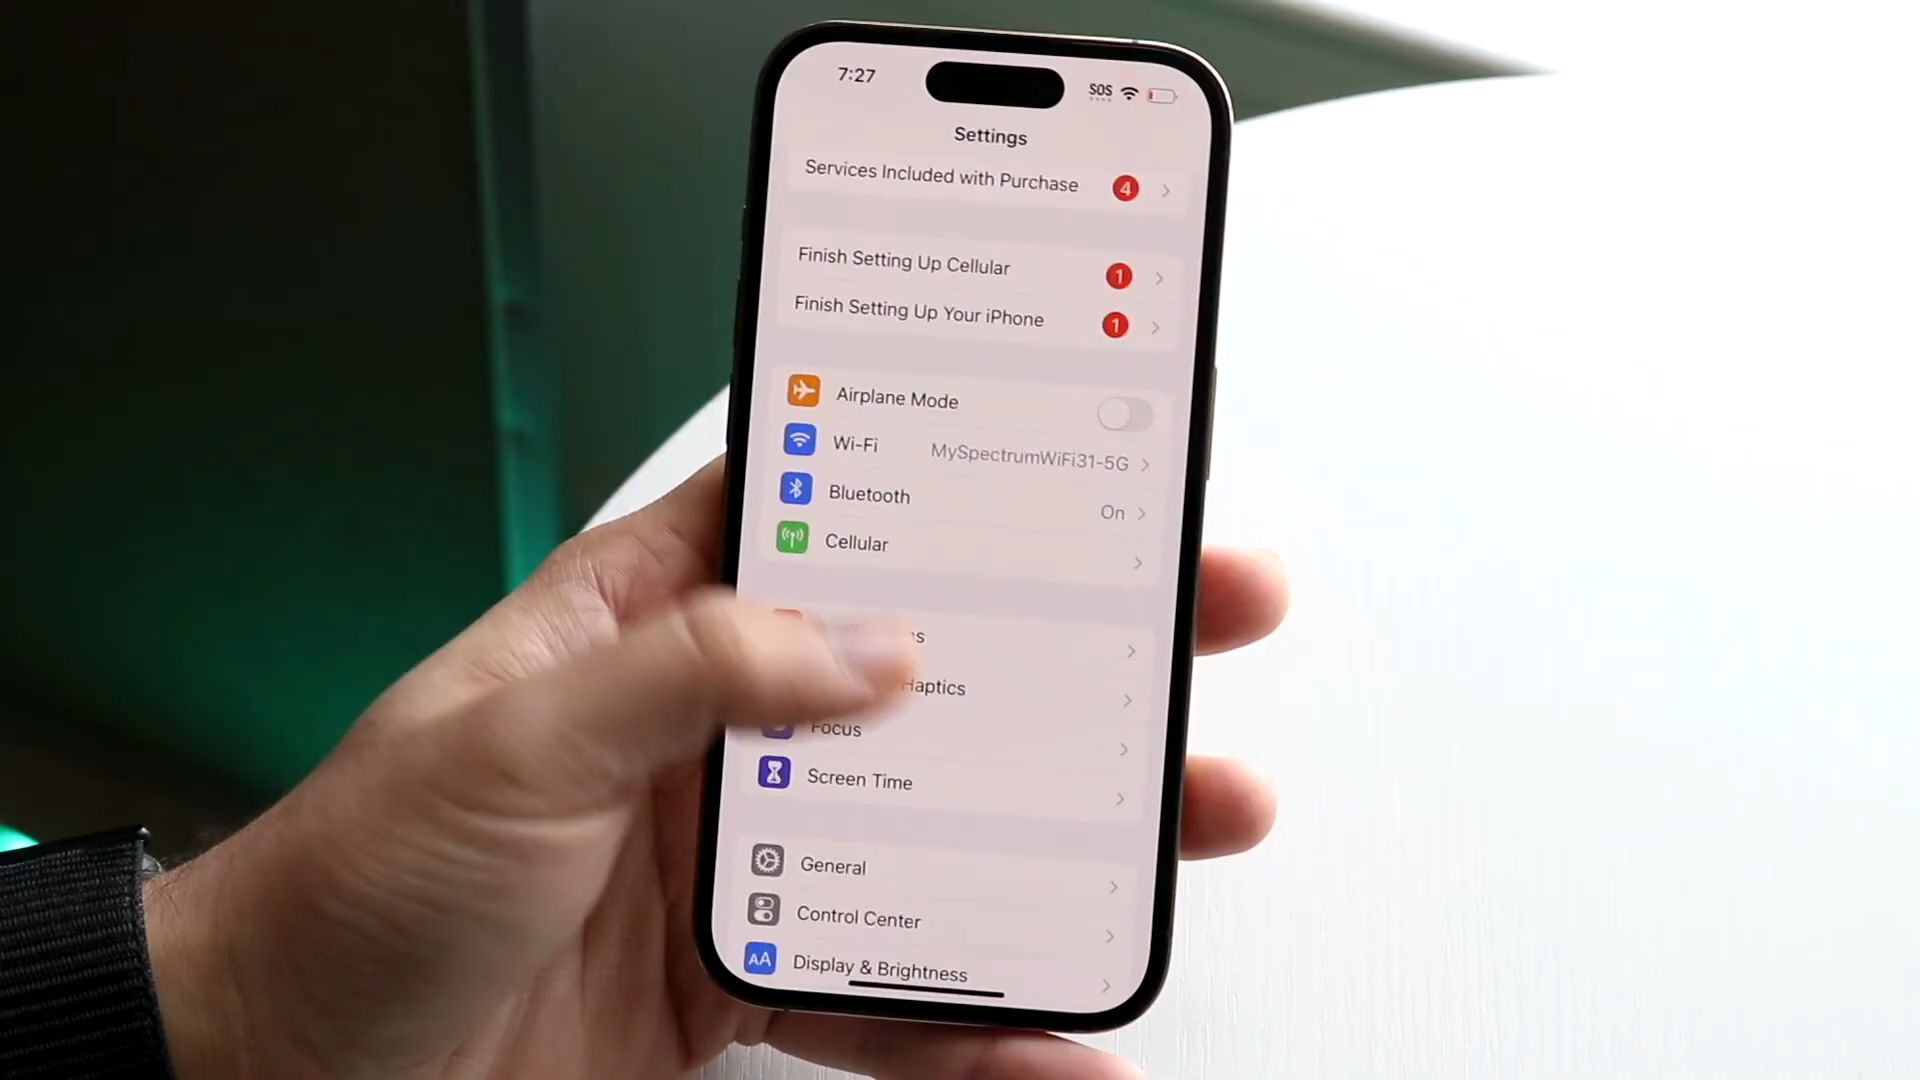 7:27
SOS
Settings
Services Included with Purchase 4
Finish Setting Up Cellular 1
Finish Setting Up Your iPhone 1
Airplane Mode
Wi-Fi MySpectrumWiFi31-5G
Bluetooth On
Cellular
Haptics
Focus
Screen Time
General
Control Center
AA Display & Brightness